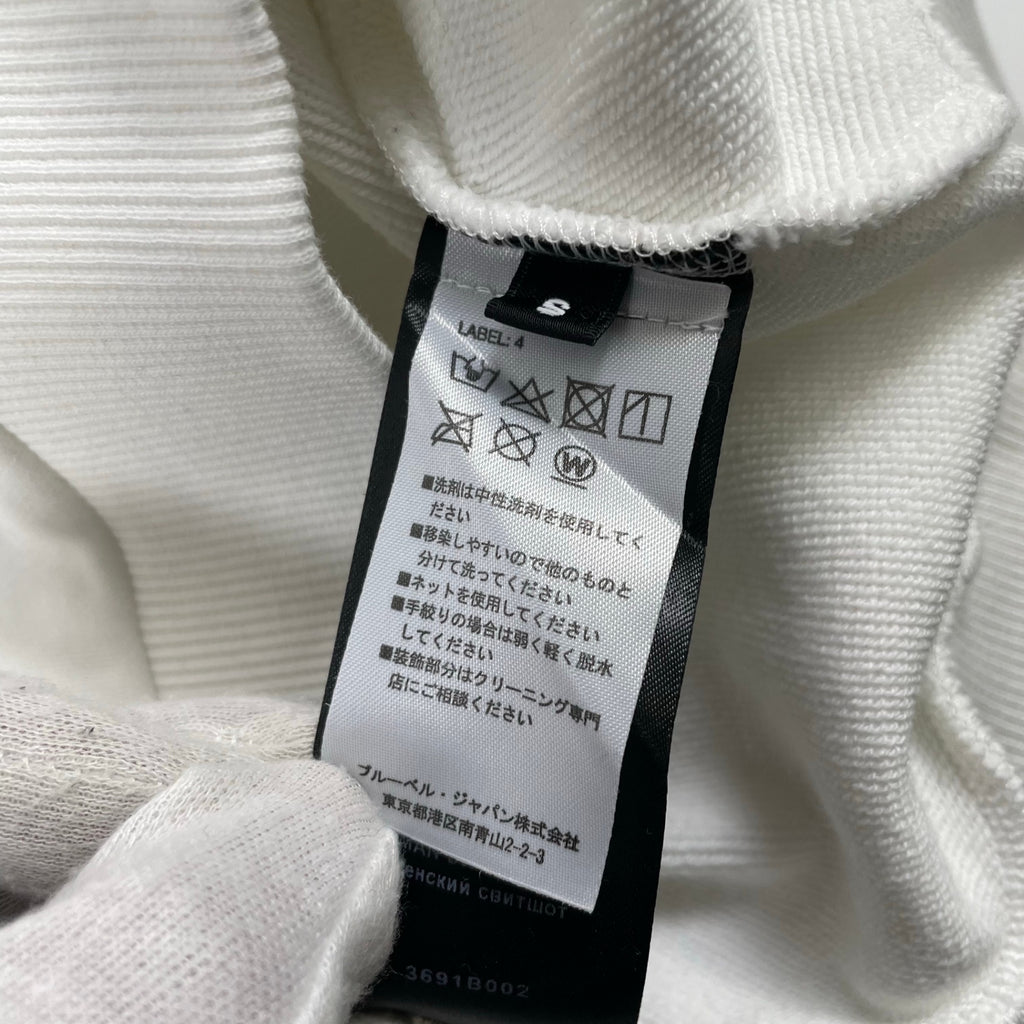 S
LABEL: 4
W
■洗剤は中性洗剤を使用してく
ださい
■移染しやすいので他のものと
分けて洗ってください
■ネットを使用してください
■手絞りの場合は弱く軽く脱水
してください
■装飾部分はクリーニング専門
店にご相談ください
ブルーベル・ジャパン株式会社
東京都港区南青山2-2-3
енский свитшот
3691B002